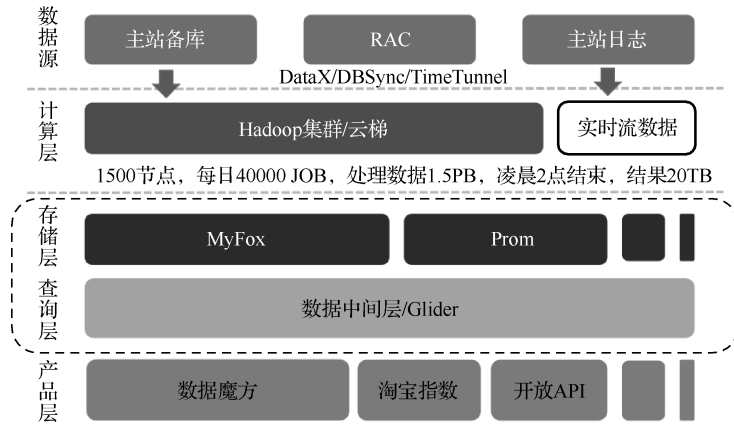 数据源
主站备库
RAC
主站日志
DataX/DBSync/TimeTunnel
计算层
Hadoop集群/云梯
实时流数据
1500节点，每日40000 JOB，处理数据1.5PB，凌晨2点结束，结果20TB
存储层
MyFox
Prom
查询层
数据中间层/Glider
产品层
数据魔方
淘宝指数
开放API